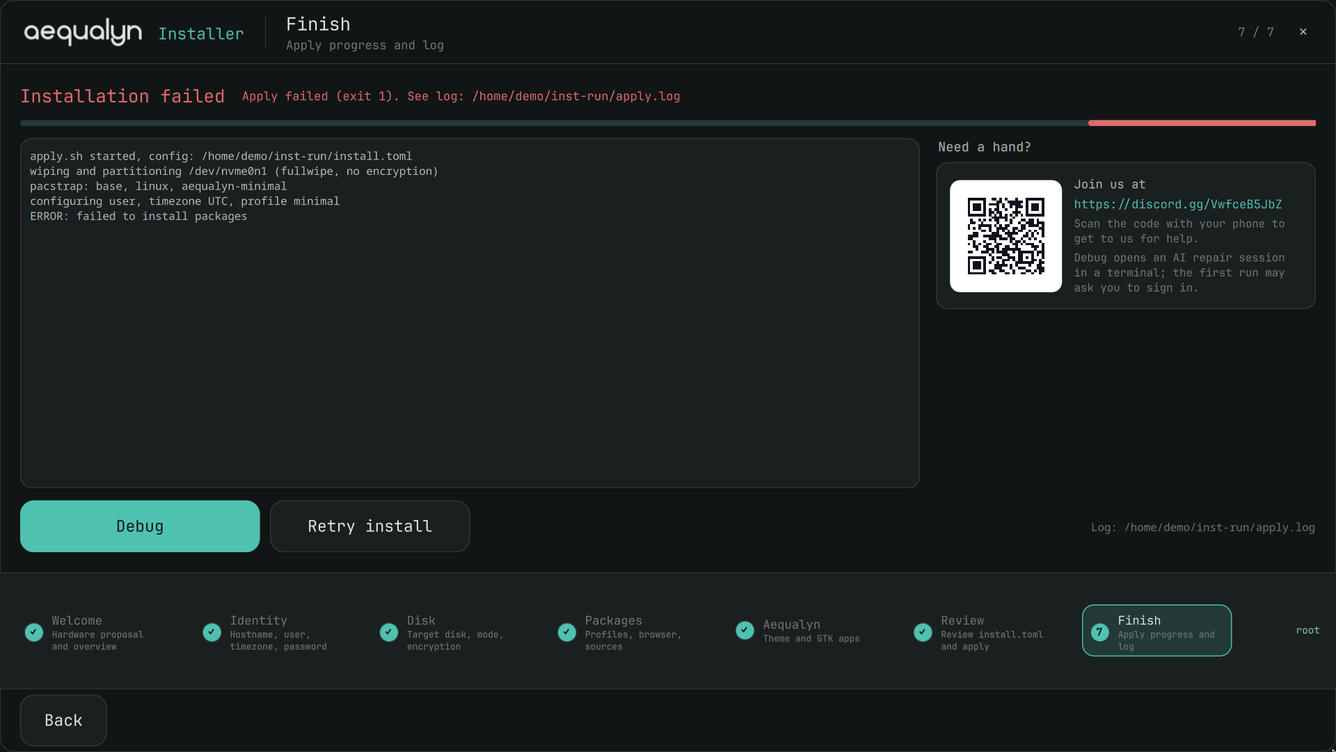 aequalyn Installer
Finish
Apply progress and log
7 / 7
×
Installation failed
Apply failed (exit 1). See log: /home/demo/inst-run/apply.log
apply.sh started, config: /home/demo/inst-run/install.toml
wiping and partitioning /dev/nvme0n1 (fullwipe, no encryption)
pacstrap: base, linux, aequalyn-minimal
configuring user, timezone UTC, profile minimal
ERROR: failed to install packages
Need a hand?
Join us at
https://discord.gg/VwfceB5JbZ
Scan the code with your phone to
get to us for help.
Debug opens an AI repair session
in a terminal; the first run may
ask you to sign in.
Debug
Retry install
Log: /home/demo/inst-run/apply.log
Welcome
Hardware proposal
and overview
Identity
Hostname, user,
timezone, password
Disk
Target disk, mode,
encryption
Packages
Profiles, browser,
sources
Aequalyn
Theme and GTK apps
Review
Review install.toml
and apply
7
Finish
Apply progress and
log
root
Back